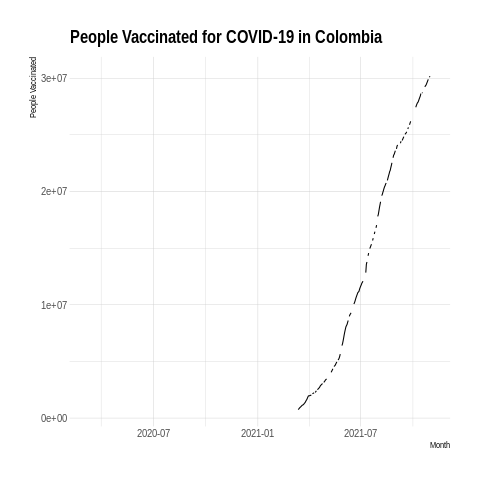 People Vaccinated for COVID-19 in Colombia
People Vaccinated
3e+07
2e+07
1e+07
0e+00
2020-07
2021-01
2021-07
Month